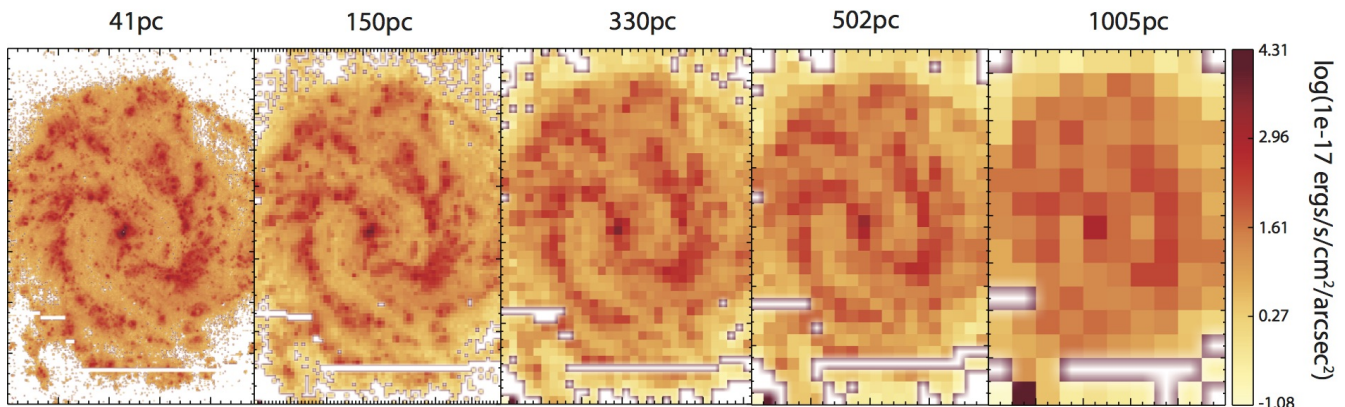 41pc 150pc 330pc 502pc 1005pc
4.31
2.96
1.61
0.27
-1.08
log(1e-17 ergs/s/cm²/arcsec²)